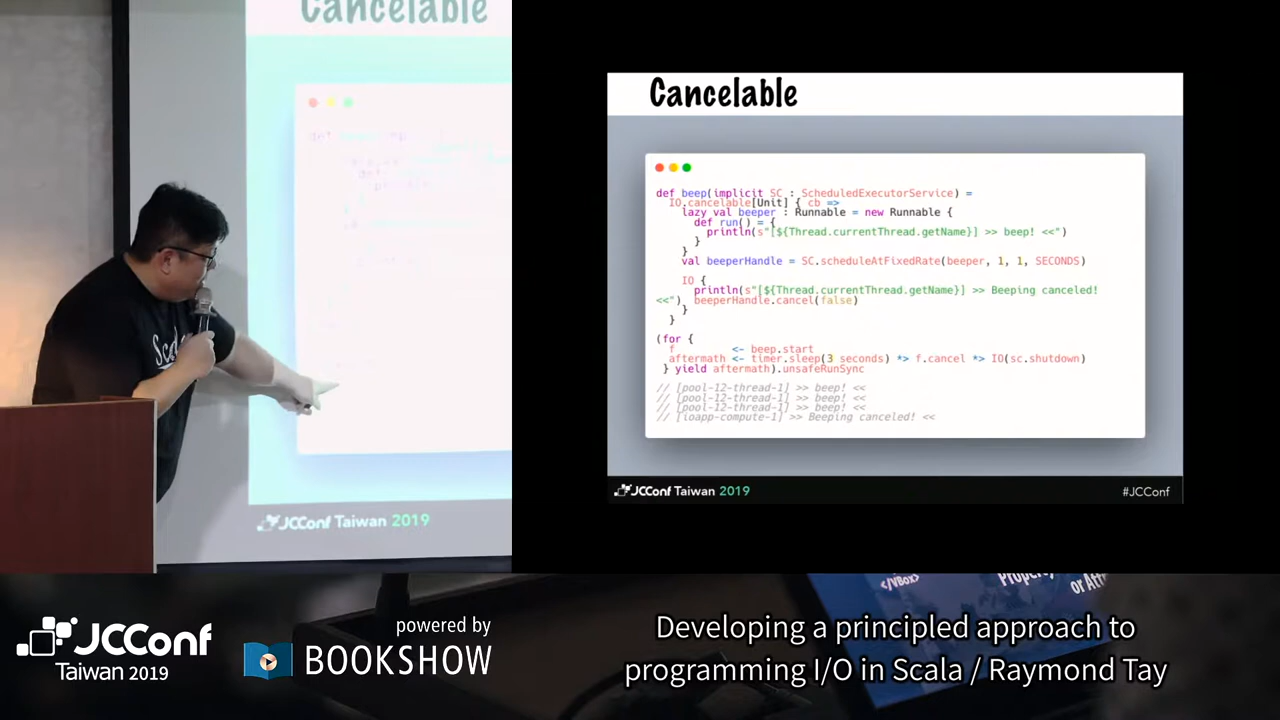 Cancelable
JCConf Taiwan 2019
Scala
Cancelable
def beep(implicit SC : ScheduledExecutorService) =
IO.cancelable[Unit] { cb =>
lazy val beeper : Runnable = new Runnable {
def run() = {
println(s"[${Thread.currentThread.getName}] >> beep! <<")
}
}
val beeperHandle = SC.scheduleAtFixedRate(beeper, 1, 1, SECONDS)
IO {
println(s"[${Thread.currentThread.getName}] >> Beeping canceled!
<<")  beeperHandle.cancel(false)
}
}
(for {
f         <- beep.start
aftermath <- timer.sleep(3 seconds) *> f.cancel *> IO(sc.shutdown)
} yield aftermath).unsafeRunSync
// [pool-12-thread-1] >> beep! <<
// [pool-12-thread-1] >> beep! <<
// [pool-12-thread-1] >> beep! <<
// [ioapp-compute-1] >> Beeping canceled! <<
JCConf Taiwan 2019
#JCConf
</VBox>
or
JCConf
Taiwan 2019
powered by
BOOKSHOW
Developing a principled approach to
programming I/O in Scala / Raymond Tay